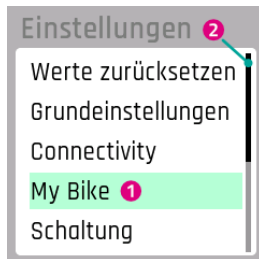 Einstellungen 2
Werte zurücksetzen
Grundeinstellungen
Connectivity
My Bike 1
Schaltung